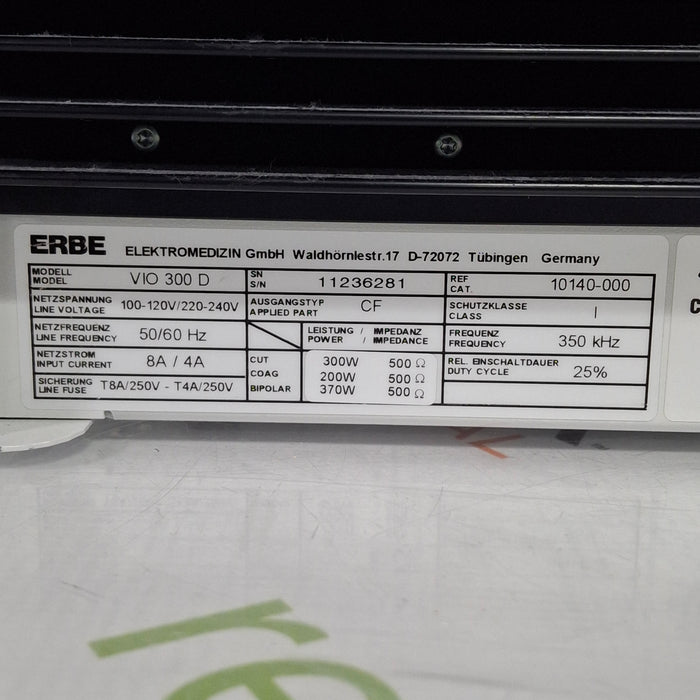 ERBE ELEKTROMEDIZIN GmbH Waldhörnlestr.17 D-72072 Tübingen Germany
MODELL
MODEL VIO 300 D
SN
S/N 11236281
REF
CAT. 10140-000
NETZSPANNUNG
LINE VOLTAGE 100-120V/220-240V
AUSGANGSTYP
APPLIED PART CF
SCHUTZKLASSE
CLASS I
NETZFREQUENZ
LINE FREQUENCY 50/60 Hz
LEISTUNG / IMPEDANZ
POWER / IMPEDANCE
FREQUENZ
FREQUENCY 350 kHz
NETZSTROM
INPUT CURRENT 8A / 4A
CUT 300W 500 Ω
COAG 200W 500 Ω
BIPOLAR 370W 500 Ω
REL. EINSCHALTDAUER
DUTY CYCLE 25%
SICHERUNG
LINE FUSE T8A/250V - T4A/250V
C
AL
re